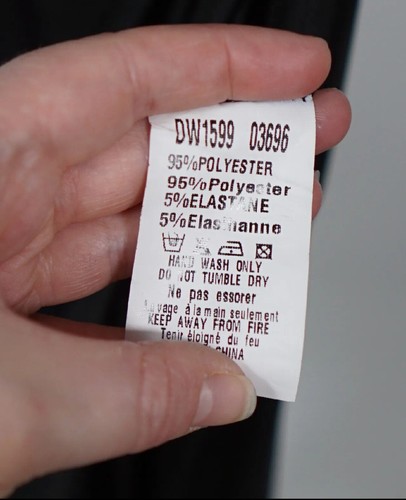 DW1599 03696
95%POLYESTER
95%Polyester
5%ELASTANE
5%Elasthanne
HAND WASH ONLY
DO NOT TUMBLE DRY
Ne pas essorer
Lavage à la main seulement
KEEP AWAY FROM FIRE
Tenir éloigné du feu
CHINA